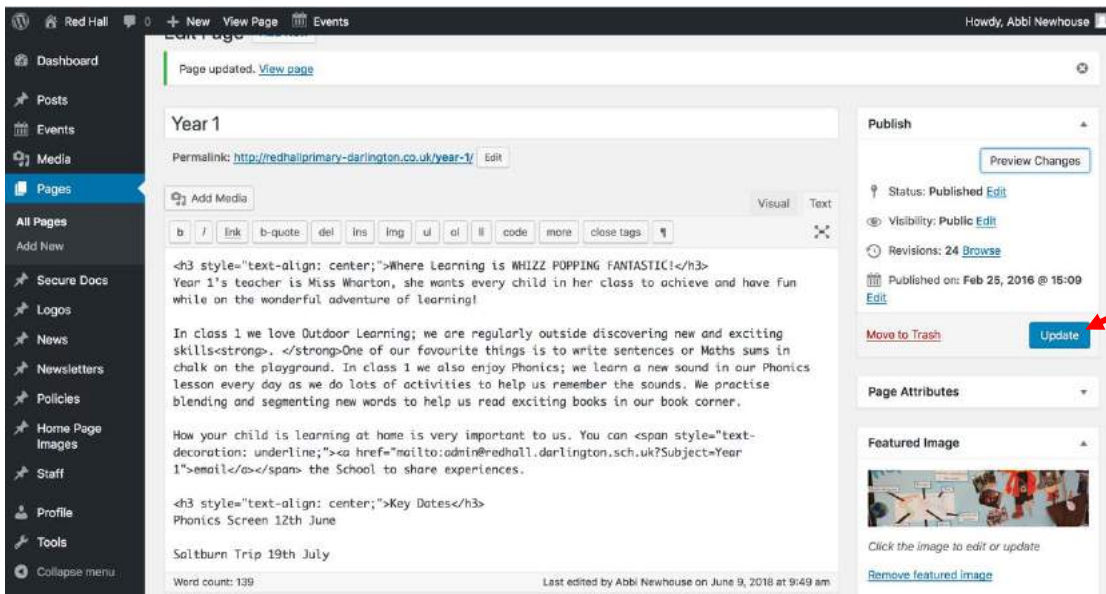 Red Hall 0 + New View Page Events Howdy, Abbi Newhouse
Edit Page Add New
Dashboard
Posts
Events
Media
Pages
All Pages
Add New
Secure Docs
Logos
News
Newsletters
Policies
Home Page
Images
Staff
Profile
Tools
Collapse menu
Page updated. View page
Year 1
Permalink: http://redhallprimary-darlington.co.uk/year-1/ Edit
Add Media Visual Text
b i link b-quote del ins img ul ol li code more close tags ¶
<h3 style="text-align: center;">Where Learning is WHIZZ POPPING FANTASTIC!</h3>
Year 1's teacher is Miss Wharton, she wants every child in her class to achieve and have fun
while on the wonderful adventure of learning!
In class 1 we love Outdoor Learning; we are regularly outside discovering new and exciting
skills<strong>. </strong>One of our favourite things is to write sentences or Maths sums in
chalk on the playground. In class 1 we also enjoy Phonics; we learn a new sound in our Phonics
lesson every day as we do lots of activities to help us remember the sounds. We practise
blending and segmenting new words to help us read exciting books in our book corner.
How your child is learning at home is very important to us. You can <span style="text-
decoration: underline;"><a href="mailto:admin@redhall.darlington.sch.uk?Subject=Year
1">email</a></span> the School to share experiences.
<h3 style="text-align: center;">Key Dates</h3>
Phonics Screen 12th June
Saltburn Trip 19th July
Word count: 139 Last edited by Abbi Newhouse on June 9, 2018 at 9:49 am
Publish
Preview Changes
Status: Published Edit
Visibility: Public Edit
Revisions: 24 Browse
Published on: Feb 25, 2016 @ 15:09
Edit
Move to Trash Update
Page Attributes
Featured Image
Click the image to edit or update
Remove featured image